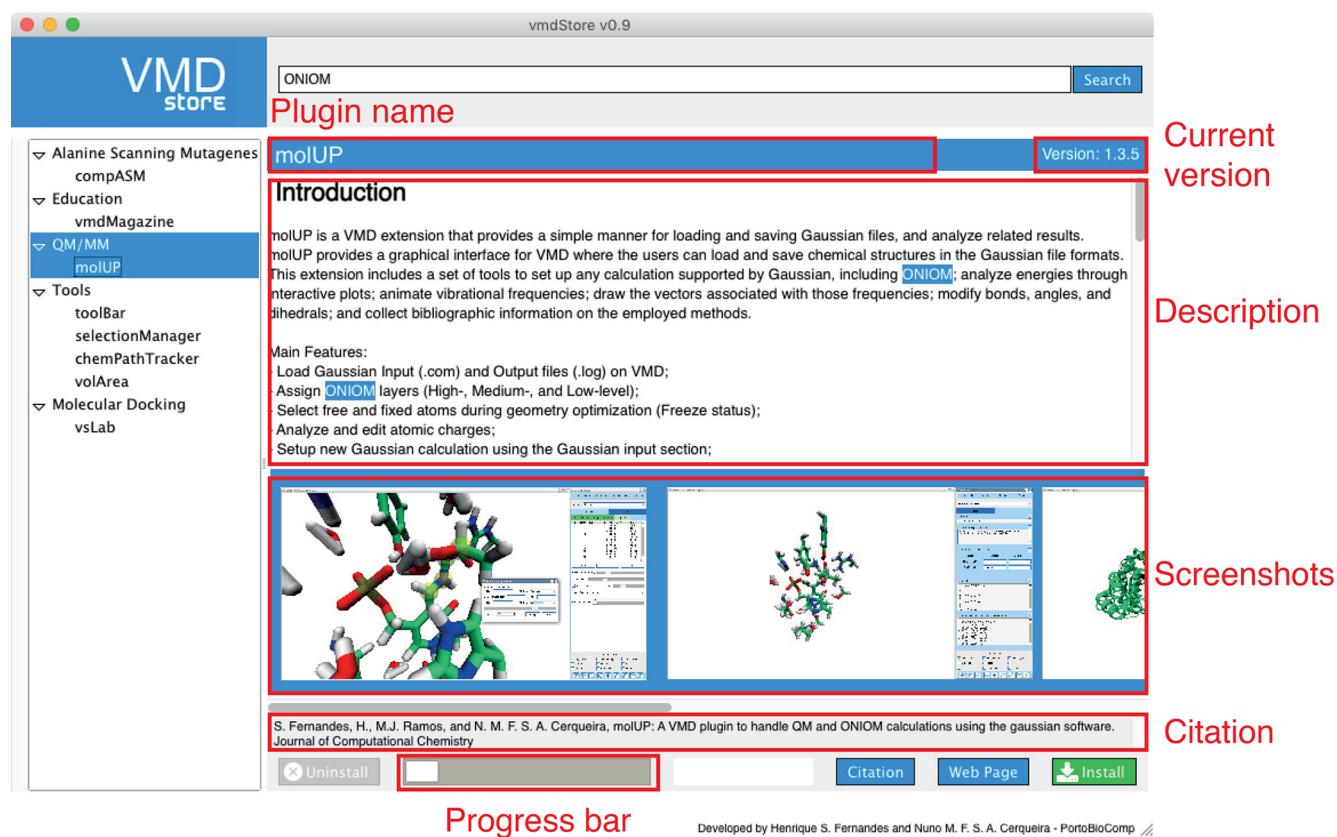 vmdStore v0.9
VMD
store
ONIOM
Search
Plugin name
molUP
Version: 1.3.5
Current
version
Alanine Scanning Mutagenes
compASM
Education
vmdMagazine
QM/MM
molUP
Tools
toolBar
selectionManager
chemPathTracker
volArea
Molecular Docking
vsLab
Introduction
molUP is a VMD extension that provides a simple manner for loading and saving Gaussian files, and analyze related results.
molUP provides a graphical interface for VMD where the users can load and save chemical structures in the Gaussian file formats.
This extension includes a set of tools to set up any calculation supported by Gaussian, including ONIOM; analyze energies through
interactive plots; animate vibrational frequencies; draw the vectors associated with those frequencies; modify bonds, angles, and
dihedrals; and collect bibliographic information on the employed methods.
Main Features:
- Load Gaussian Input (.com) and Output files (.log) on VMD;
- Assign ONIOM layers (High-, Medium-, and Low-level);
- Select free and fixed atoms during geometry optimization (Freeze status);
- Analyze and edit atomic charges;
- Setup new Gaussian calculation using the Gaussian input section;
Description
Screenshots
S. Fernandes, H., M.J. Ramos, and N. M. F. S. A. Cerqueira, molUP: A VMD plugin to handle QM and ONIOM calculations using the gaussian software.
Journal of Computational Chemistry
Citation
Uninstall
Citation
Web Page
Install
Progress bar
Developed by Henrique S. Fernandes and Nuno M. F. S. A. Cerqueira - PortoBioComp